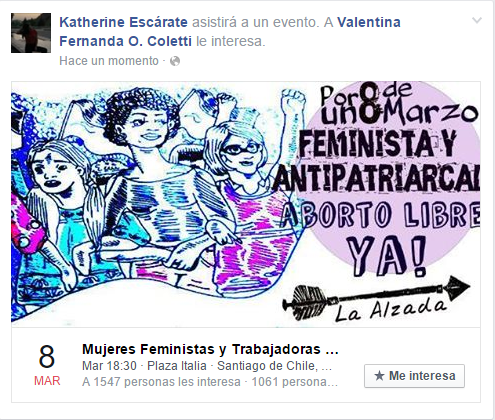 Katherine Escárate asistirá a un evento. A Valentina
Fernanda O. Coletti le interesa.
Hace un momento ·
Por un 8 de Marzo
FEMINISTA Y
ANTIPATRIARCAL
ABORTO LIBRE
YA!
La Alzada
8
MAR
Mujeres Feministas y Trabajadoras ...
Mar 18:30 · Plaza Italia · Santiago de Chile, ...
A 1547 personas les interesa · 1061 persona...
★ Me interesa